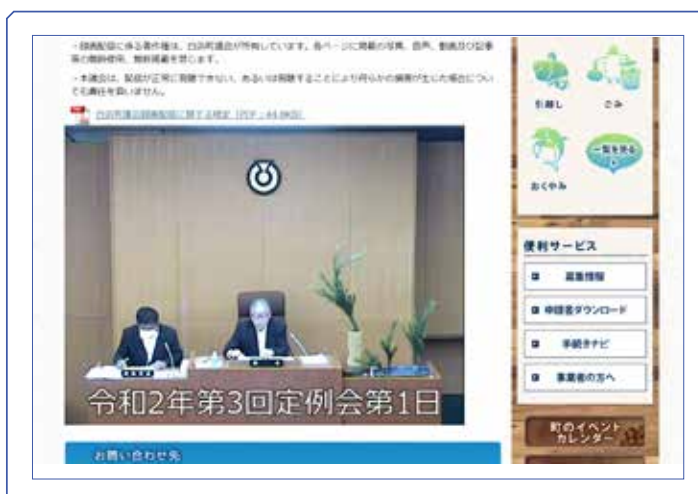 ・録画配信に係る著作権は、白浜町議会が所有しています。各ページに掲載の写真、音声、動画及び記事
等の無断使用、無断掲載を禁じます。
・本議会は、配信が正常に視聴できない、あるいは視聴することにより何らかの損害が生じた場合につい
ても責任を負いません。
白浜町議会録画配信に関する規定（PDF：44.8KB）
令和2年第3回定例会第1日
お問い合わせ先
引越し
ごみ
おくやみ
一覧を見る
便利サービス
募集情報
申請書ダウンロード
手続きナビ
事業者の方へ
町のイベント
カレンダー